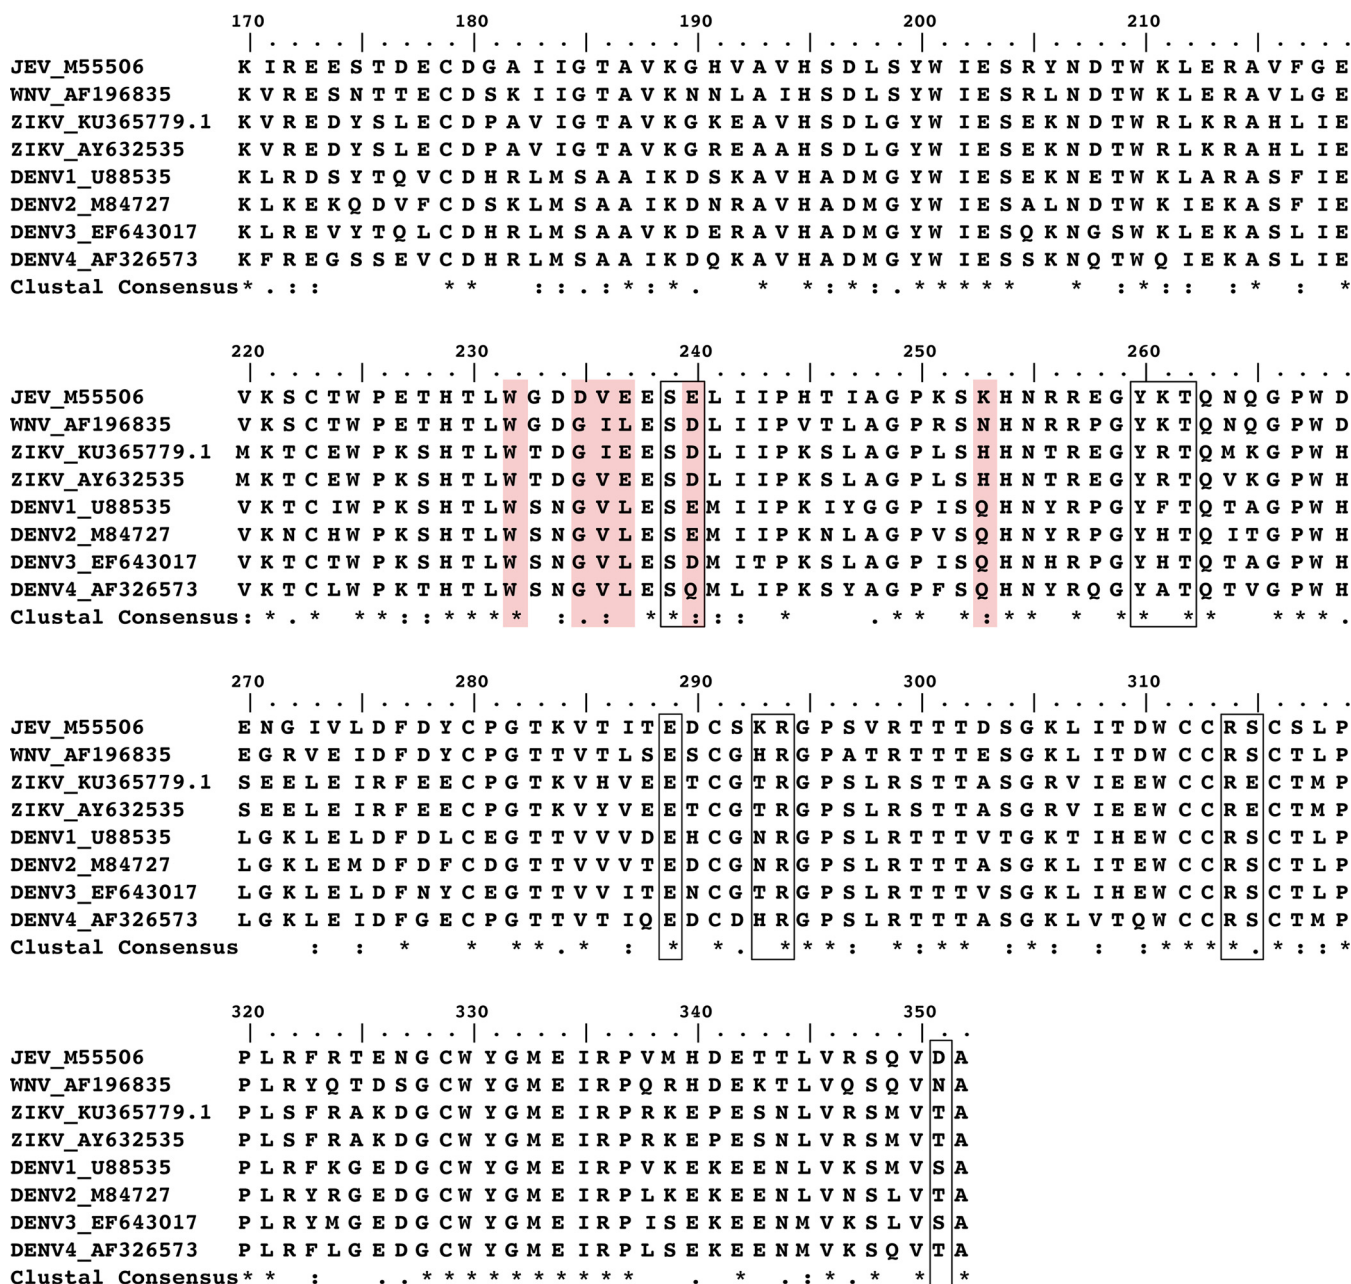 170 180 190 200 210
JEV_M55506 K I R E E S T D E C D G A I I G T A V K G H V A V H S D L S Y W I E S R Y N D T W K L E R A V F G E
WNV_AF196835 K V R E S N T T E C D S K I I G T A V K N N L A I H S D L S Y W I E S R L N D T W K L E R A V L G E
ZIKV_KU365779.1 K V R E D Y S L E C D P A V I G T A V K G K E A V H S D L G Y W I E S E K N D T W R L K R A H L I E
ZIKV_AY632535 K V R E D Y S L E C D P A V I G T A V K G R E A A H S D L G Y W I E S E K N D T W R L K R A H L I E
DENV1_U88535 K L R D S Y T Q V C D H R L M S A A I K D S K A V H A D M G Y W I E S E K N E T W K L A R A S F I E
DENV2_M84727 K L K E K Q D V F C D S K L M S A A I K D N R A V H A D M G Y W I E S A L N D T W K I E K A S F I E
DENV3_EF643017 K L R E V Y T Q L C D H R L M S A A V K D E R A V H A D M G Y W I E S Q K N G S W K L E K A S L I E
DENV4_AF326573 K F R E G S S E V C D H R L M S A A I K D Q K A V H A D M G Y W I E S S K N Q T W Q I E K A S L I E
Clustal Consensus * . : : * * : : . : * : * . * * : * : . * * * * * * : * : : : * : *
220 230 240 250 260
JEV_M55506 V K S C T W P E T H T L W G D D V E E S E L I I P H T I A G P K S K H N R R E G Y K T Q N Q G P W D
WNV_AF196835 V K S C T W P E T H T L W G D G I L E S D L I I P V T L A G P R S N H N R R P G Y K T Q N Q G P W D
ZIKV_KU365779.1 M K T C E W P K S H T L W T D G I E E S D L I I P K S L A G P L S H H N T R E G Y R T Q M K G P W H
ZIKV_AY632535 M K T C E W P K S H T L W T D G V E E S D L I I P K S L A G P L S H H N T R E G Y R T Q V K G P W H
DENV1_U88535 V K T C I W P K S H T L W S N G V L E S E M I I P K I Y G G P I S Q H N Y R P G Y F T Q T A G P W H
DENV2_M84727 V K N C H W P K S H T L W S N G V L E S E M I I P K N L A G P V S Q H N Y R P G Y H T Q I T G P W H
DENV3_EF643017 V K T C T W P K S H T L W S N G V L E S D M I T P K S L A G P I S Q H N H R P G Y H T Q T A G P W H
DENV4_AF326573 V K T C L W P K T H T L W S N G V L E S Q M L I P K S Y A G P F S Q H N Y R Q G Y A T Q T V G P W H
Clustal Consensus : * . * * * : : * * * * : . : * * : : : * . * * * : * * * * * * * * * * .
270 280 290 300 310
JEV_M55506 E N G I V L D F D Y C P G T K V T I T E D C S K R G P S V R T T T D S G K L I T D W C C R S C S L P
WNV_AF196835 E G R V E I D F D Y C P G T T V T L S E S C G H R G P A T R T T T E S G K L I T D W C C R S C T L P
ZIKV_KU365779.1 S E E L E I R F E E C P G T K V H V E E T C G T R G P S L R S T T A S G R V I E E W C C R E C T M P
ZIKV_AY632535 S E E L E I R F E E C P G T K V Y V E E T C G T R G P S L R S T T A S G R V I E E W C C R E C T M P
DENV1_U88535 L G K L E L D F D L C E G T T V V V D E H C G N R G P S L R T T T V T G K T I H E W C C R S C T L P
DENV2_M84727 L G K L E M D F D F C D G T T V V V T E D C G N R G P S L R T T T A S G K L I T E W C C R S C T L P
DENV3_EF643017 L G K L E L D F N Y C E G T T V V I T E N C G T R G P S L R T T T V S G K L I H E W C C R S C T L P
DENV4_AF326573 L G K L E I D F G E C P G T T V T I Q E D C D H R G P S L R T T T A S G K L V T Q W C C R S C T M P
Clustal Consensus : : * * * * . * : * * . * * * : * : * * : * : : : * * * * . * : : *
320 330 340 350
JEV_M55506 P L R F R T E N G C W Y G M E I R P V M H D E T T L V R S Q V D A
WNV_AF196835 P L R Y Q T D S G C W Y G M E I R P Q R H D E K T L V Q S Q V N A
ZIKV_KU365779.1 P L S F R A K D G C W Y G M E I R P R K E P E S N L V R S M V T A
ZIKV_AY632535 P L S F R A K D G C W Y G M E I R P R K E P E S N L V R S M V T A
DENV1_U88535 P L R F K G E D G C W Y G M E I R P V K E K E E N L V K S M V S A
DENV2_M84727 P L R Y R G E D G C W Y G M E I R P L K E K E E N L V N S L V T A
DENV3_EF643017 P L R Y M G E D G C W Y G M E I R P I S E K E E N M V K S L V S A
DENV4_AF326573 P L R F L G E D G C W Y G M E I R P L S E K E E N M V K S Q V T A
Clustal Consensus * * : . . * * * * * * * * * * . * . : * . * * *